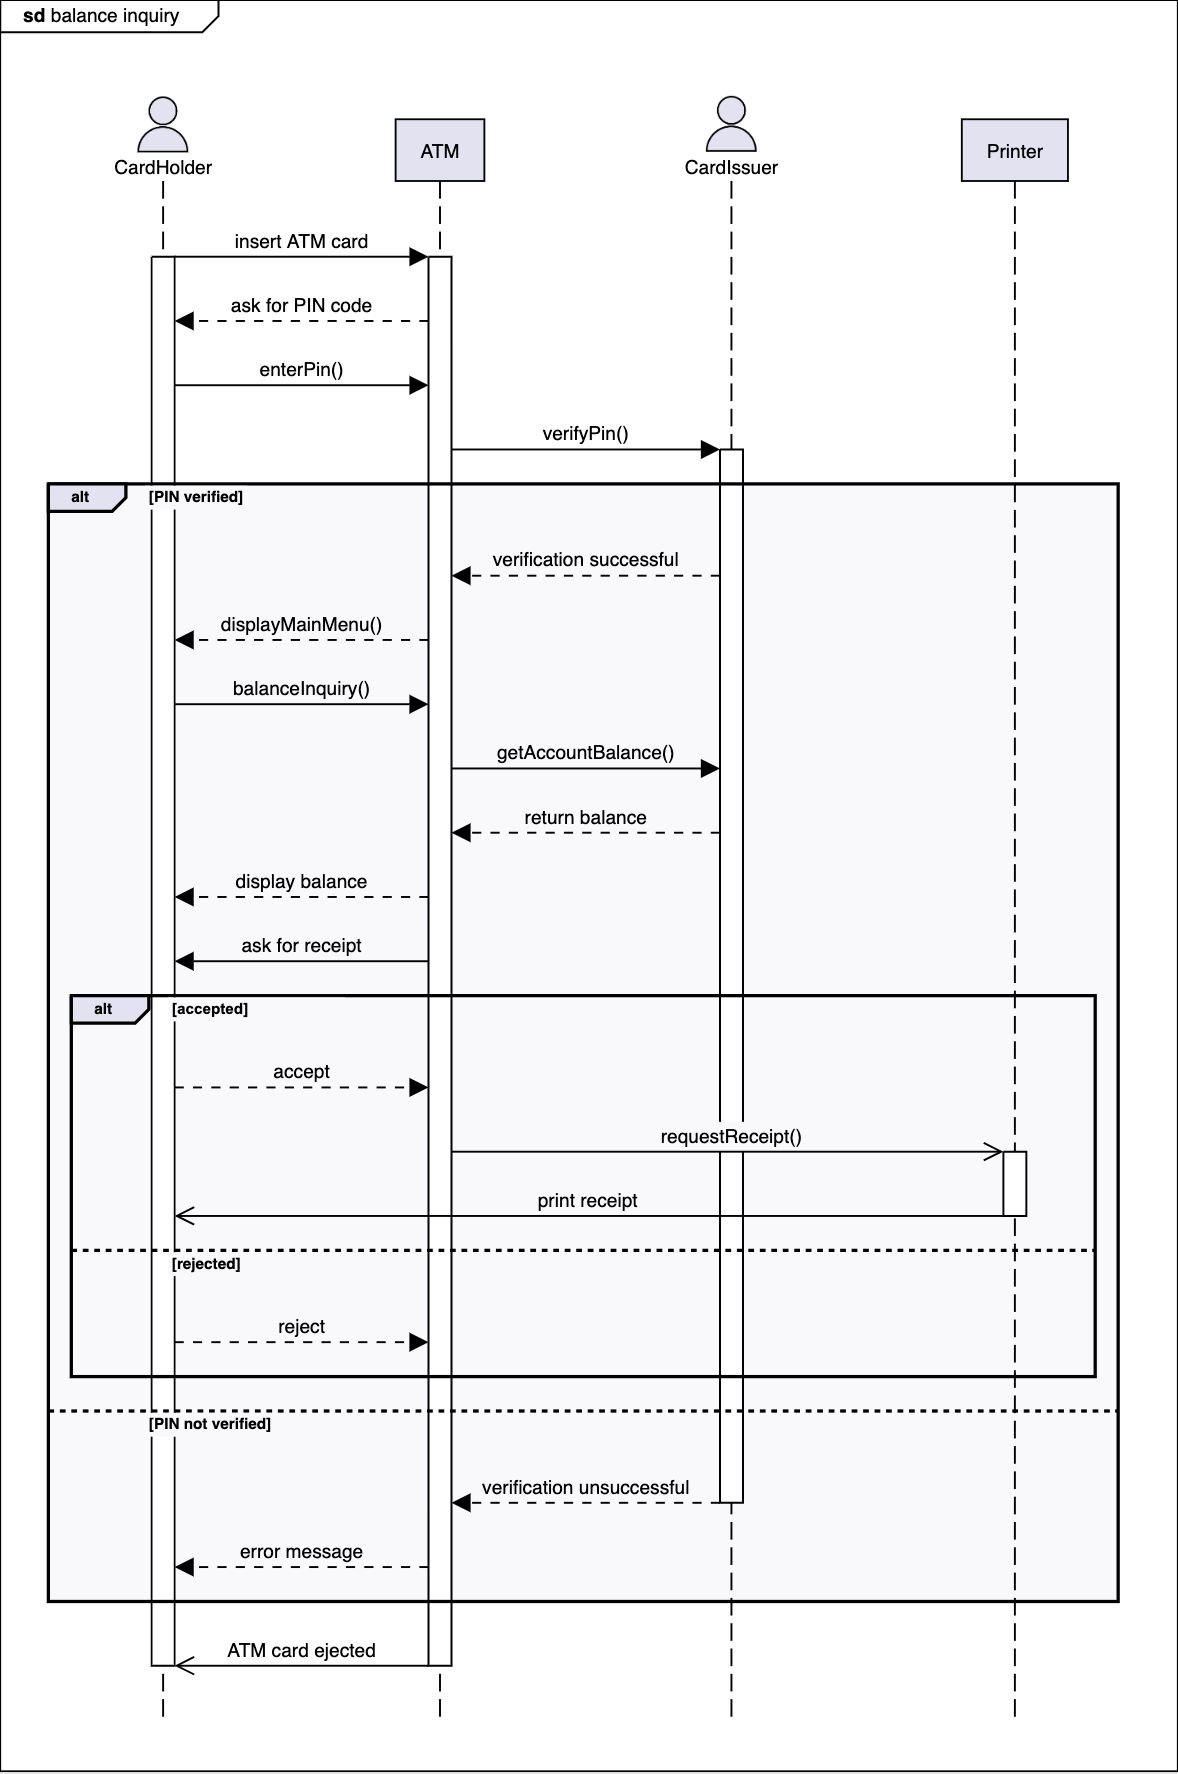 sd balance inquiry
CardHolder
ATM
CardIssuer
Printer
insert ATM card
ask for PIN code
enterPin()
verifyPin()
alt
[PIN verified]
verification successful
displayMainMenu()
balanceInquiry()
getAccountBalance()
return balance
display balance
ask for receipt
alt
[accepted]
accept
requestReceipt()
print receipt
[rejected]
reject
[PIN not verified]
verification unsuccessful
error message
ATM card ejected